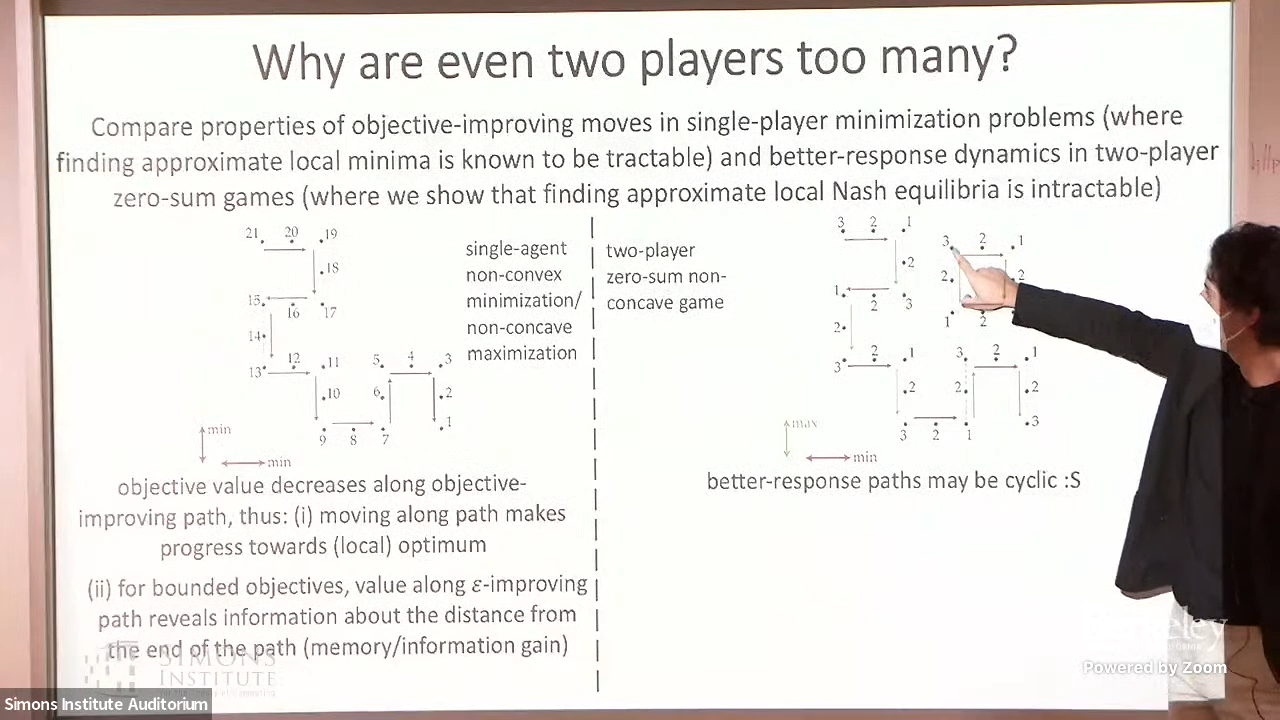 Why are even two players too many?
Compare properties of objective-improving moves in single-player minimization problems (where
finding approximate local minima is known to be tractable) and better-response dynamics in two-player
zero-sum games (where we show that finding approximate local Nash equilibria is intractable)
21 20 19
18
15 16 17
14
13 12 11 5 4 3
10 6 2
9 8 7 1
min
min
single-agent
non-convex
minimization/
non-concave
maximization
objective value decreases along objective-
improving path, thus: (i) moving along path makes
progress towards (local) optimum
(ii) for bounded objectives, value along ε-improving
path reveals information about the distance from
the end of the path (memory/information gain)
two-player
zero-sum non-
concave game
3 2 1 3 2 1
2 2 2
1 2 3 1 2
2
3 2 1 3 2 1
2 2 2
3 2 1 3
max
min
better-response paths may be cyclic :S
SIMONS
INSTITUTE
Powered by Zoom
Simons Institute Auditorium